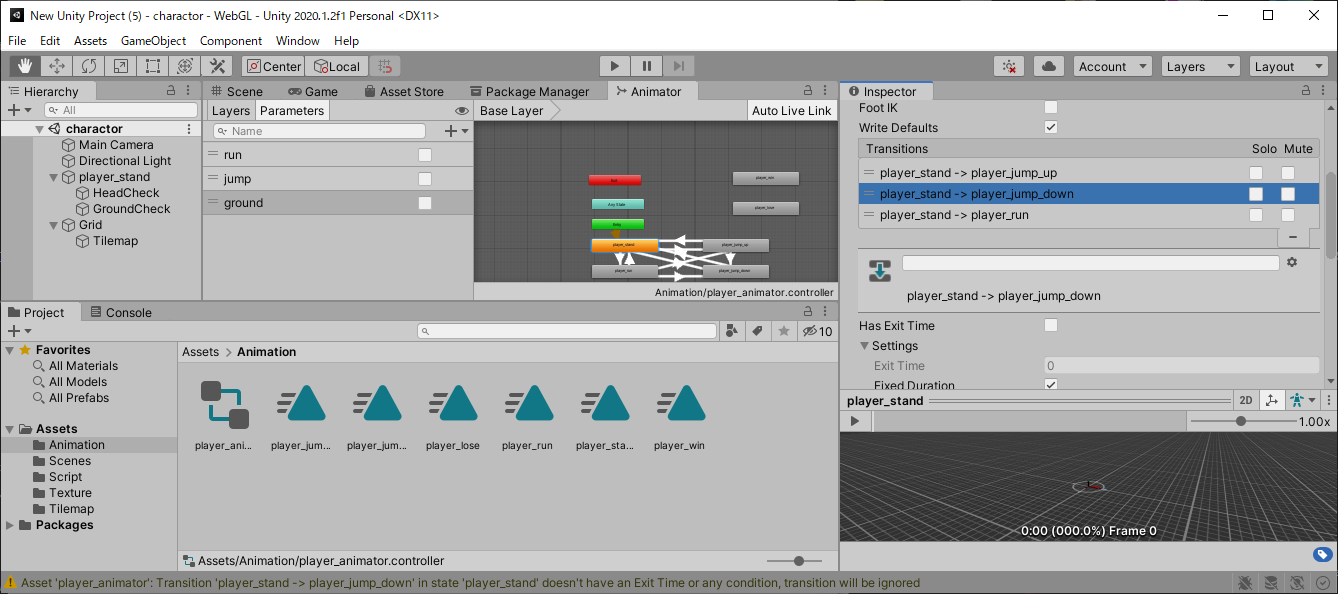 New Unity Project (5) - charactor - WebGL - Unity 2020.1.2f1 Personal <DX11>
File Edit Assets GameObject Component Window Help
Center Local Account Layers Layout
Hierarchy
All
charactor
Main Camera
Directional Light
player_stand
HeadCheck
GroundCheck
Grid
Tilemap
Scene Game Asset Store Package Manager Animator
Layers Parameters
Name
run
jump
ground
Base Layer Auto Live Link
Exit
Any State
Entry
player_stand
player_run
player_win
player_lose
player_jump_up
player_jump_down
Animation/player_animator.controller
Inspector
Foot IK
Write Defaults
Transitions Solo Mute
player_stand -> player_jump_up
player_stand -> player_jump_down
player_stand -> player_run
player_stand -> player_jump_down
Has Exit Time
Settings
Exit Time 0
Fixed Duration
player_stand 2D
1.00x
0:00 (000.0%) Frame 0
Project Console
10
Favorites
All Materials
All Models
All Prefabs
Assets
Animation
Scenes
Script
Texture
Tilemap
Packages
Assets > Animation
player_ani... player_jum... player_jum... player_lose player_run player_sta... player_win
Assets/Animation/player_animator.controller
Asset 'player_animator': Transition 'player_stand -> player_jump_down' in state 'player_stand' doesn't have an Exit Time or any condition, transition will be ignored